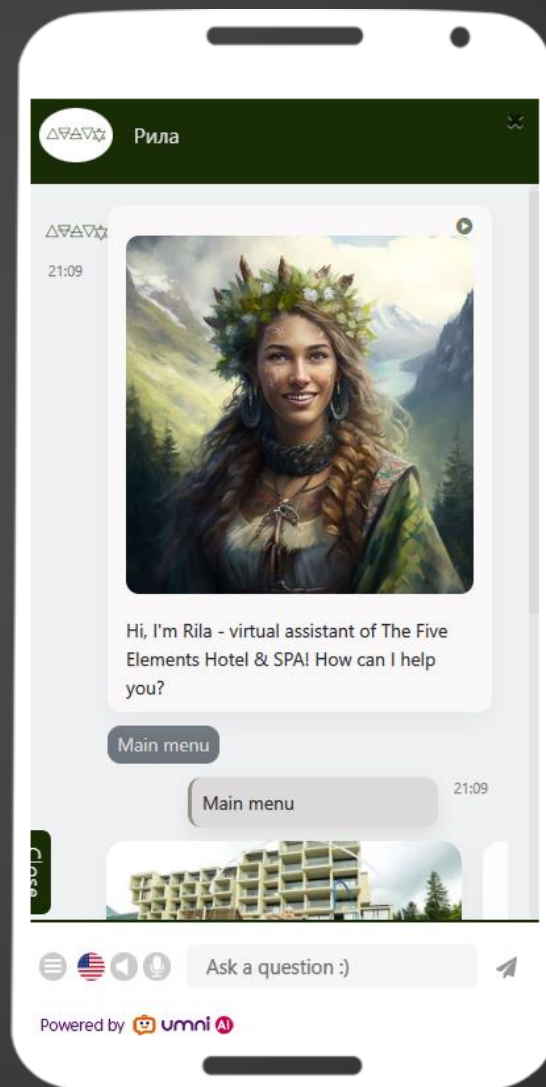 Рила
21:09
Hi, I'm Rila - virtual assistant of The Five
Elements Hotel & SPA! How can I help
you?
Main menu
Main menu
21:09
Close
Ask a question :)
Powered by umni AI